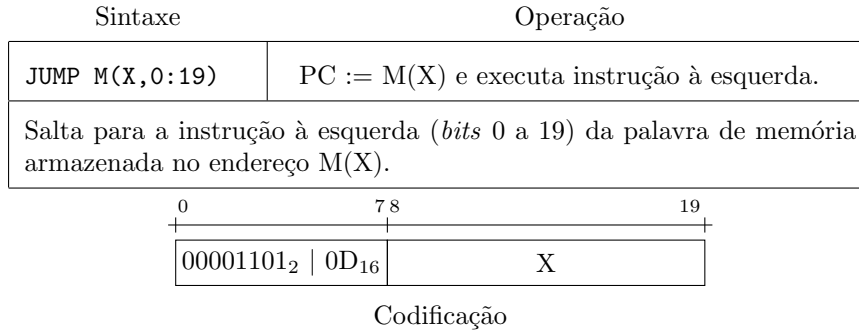 Sintaxe Operação
JUMP M(X,0:19) PC := M(X) e executa instrução à esquerda.
Salta para a instrução à esquerda (bits 0 a 19) da palavra de memória
armazenada no endereço M(X).
0 7 8 19
00001101₂ | 0D₁₆ X
Codificação